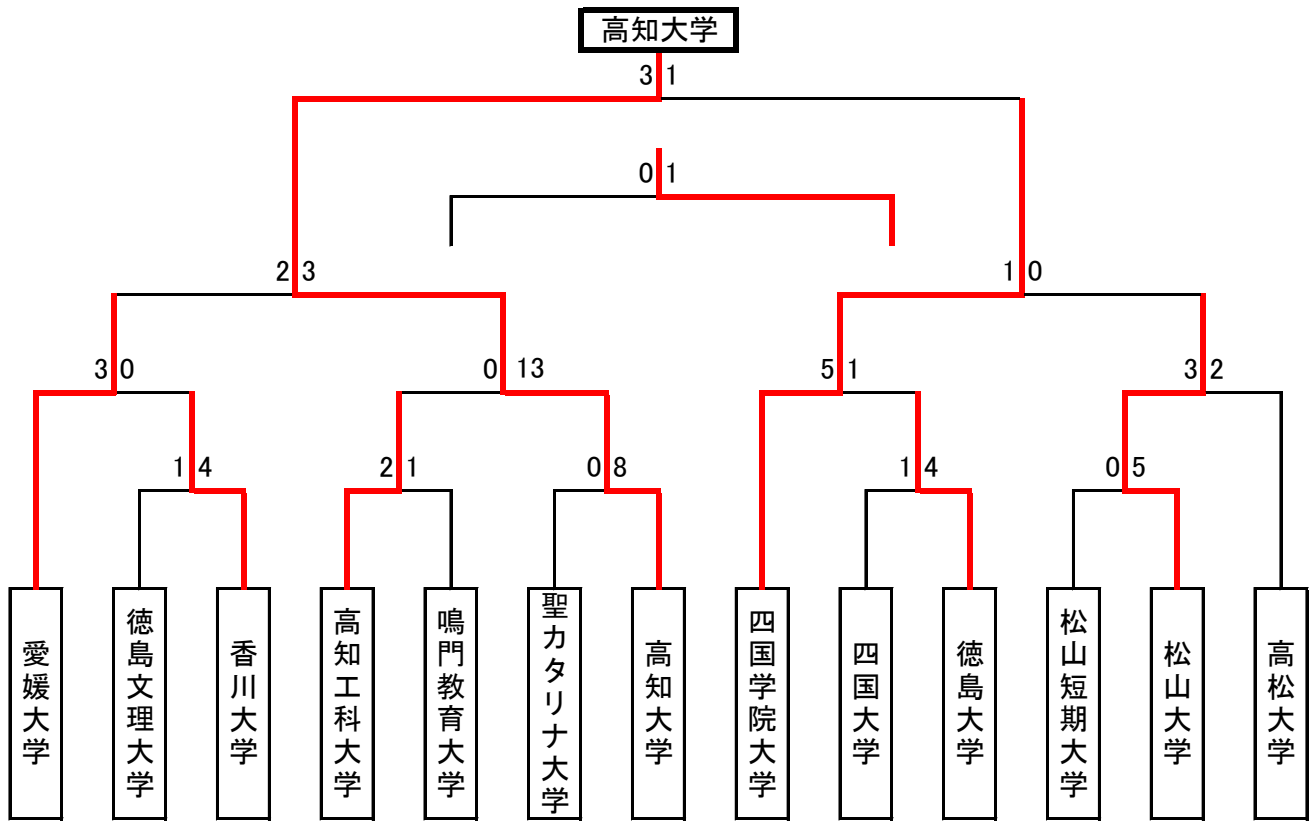 高知大学
3 1
0 1
2 3
1 0
3 0
0 13
5 1
3 2
1 4
2 1
0 8
1 4
0 5
愛媛大学
徳島文理大学
香川大学
高知工科大学
鳴門教育大学
聖カタリナ大学
高知大学
四国学院大学
四国大学
徳島大学
松山短期大学
松山大学
高松大学